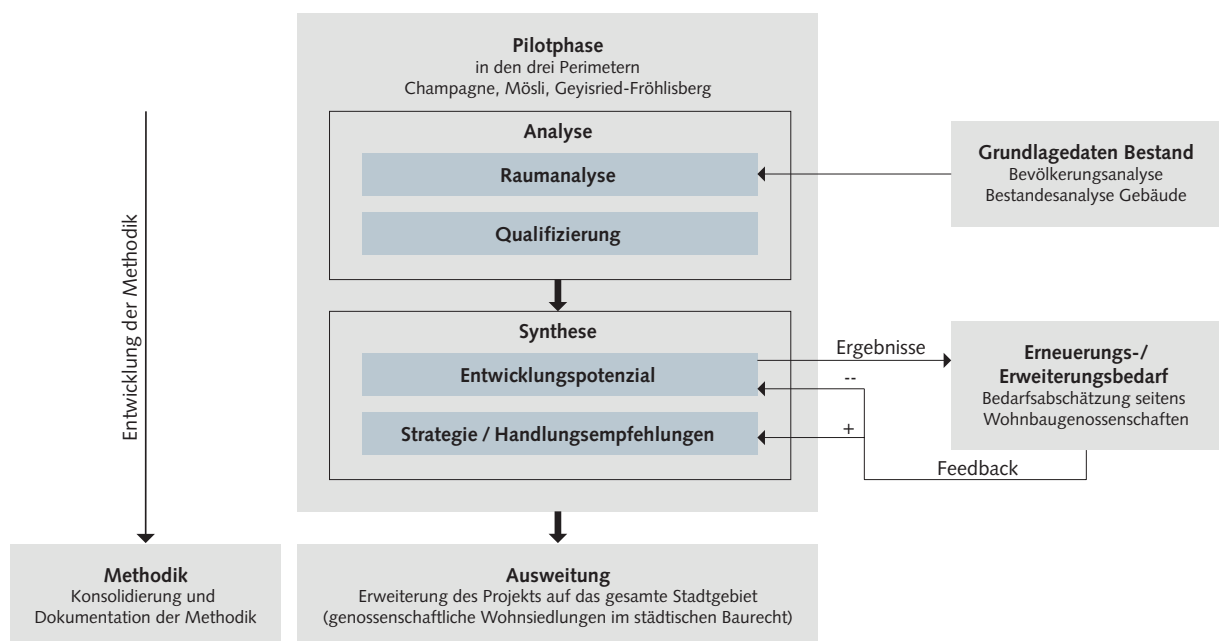 Pilotphase
in den drei Perimetern
Champagne, Mösli, Geyisried-Fröhlisberg
Analyse
Raumanalyse
Qualifizierung
Grundlagedaten Bestand
Bevölkerungsanalyse
Bestandesanalyse Gebäude
Entwicklung der Methodik
Synthese
Entwicklungspotenzial
Strategie / Handlungsempfehlungen
Ergebnisse
--
+
Feedback
Erneuerungs-/
Erweiterungsbedarf
Bedarfsabschätzung seitens
Wohnbaugenossenschaften
Methodik
Konsolidierung und
Dokumentation der Methodik
Ausweitung
Erweiterung des Projekts auf das gesamte Stadtgebiet
(genossenschaftliche Wohnsiedlungen im städtischen Baurecht)